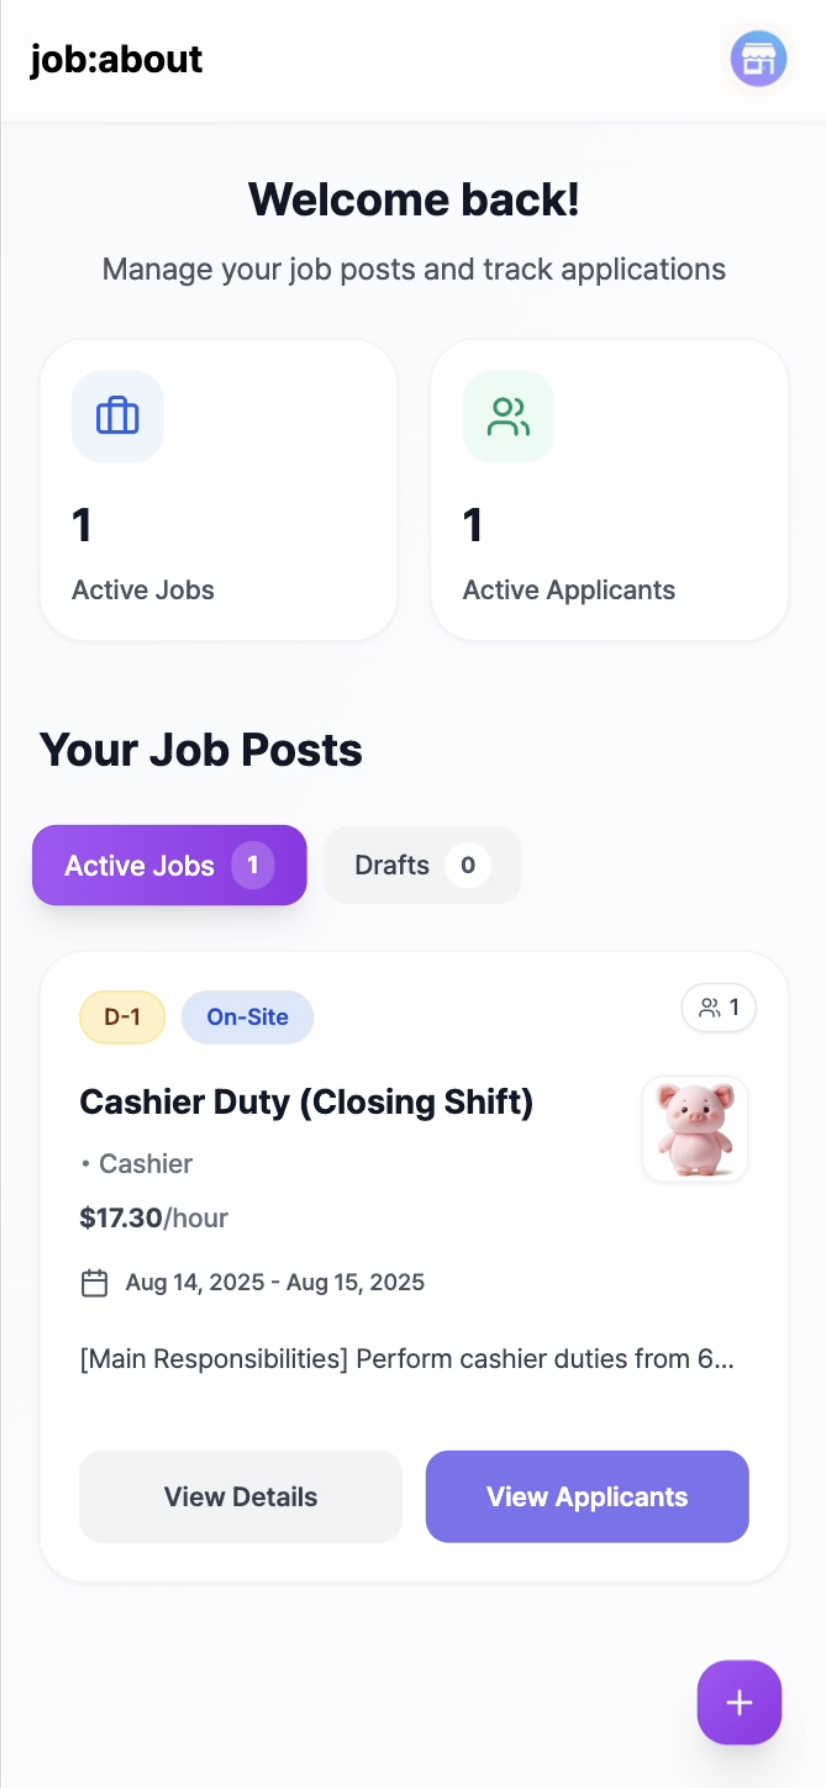 job:about
Welcome back!
Manage your job posts and track applications
1
Active Jobs
1
Active Applicants
Your Job Posts
Active Jobs 1
Drafts 0
D-1 On-Site 1
Cashier Duty (Closing Shift)
• Cashier
$17.30/hour
Aug 14, 2025 - Aug 15, 2025
[Main Responsibilities] Perform cashier duties from 6...
View Details
View Applicants
+